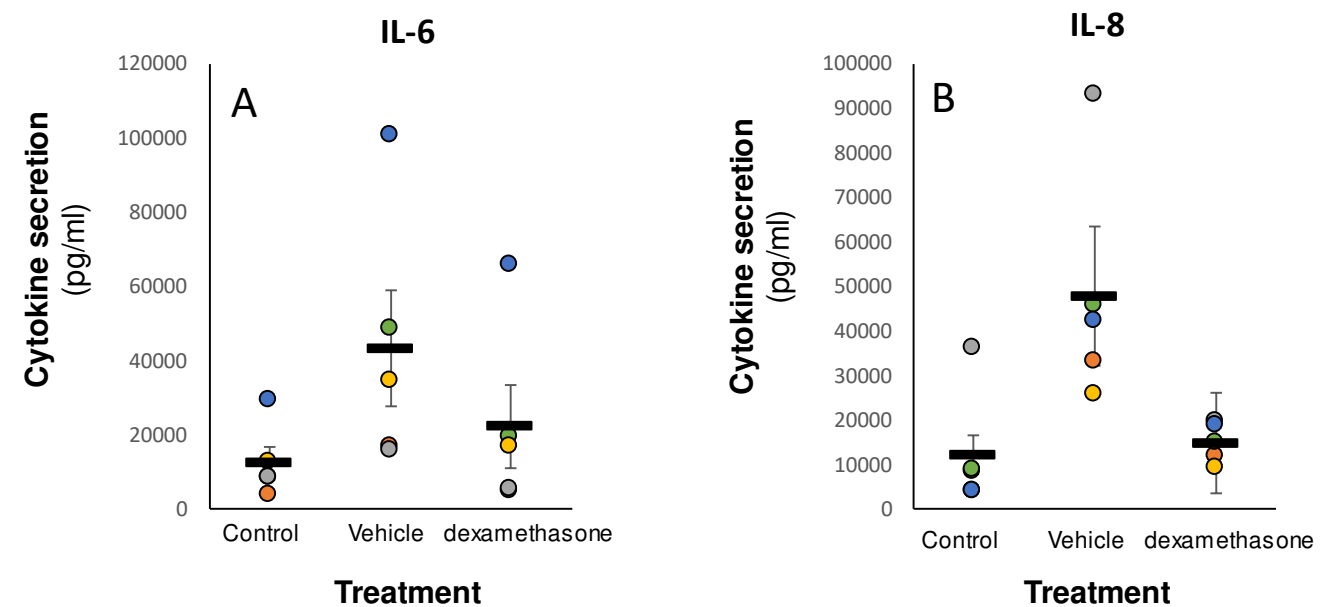 IL-6
A
120000
100000
80000
60000
40000
20000
0
Cytokine secretion
(pg/ml)
Control Vehicle dexamethasone
Treatment
IL-8
B
100000
90000
80000
70000
60000
50000
40000
30000
20000
10000
0
Cytokine secretion
(pg/ml)
Control Vehicle dexamethasone
Treatment